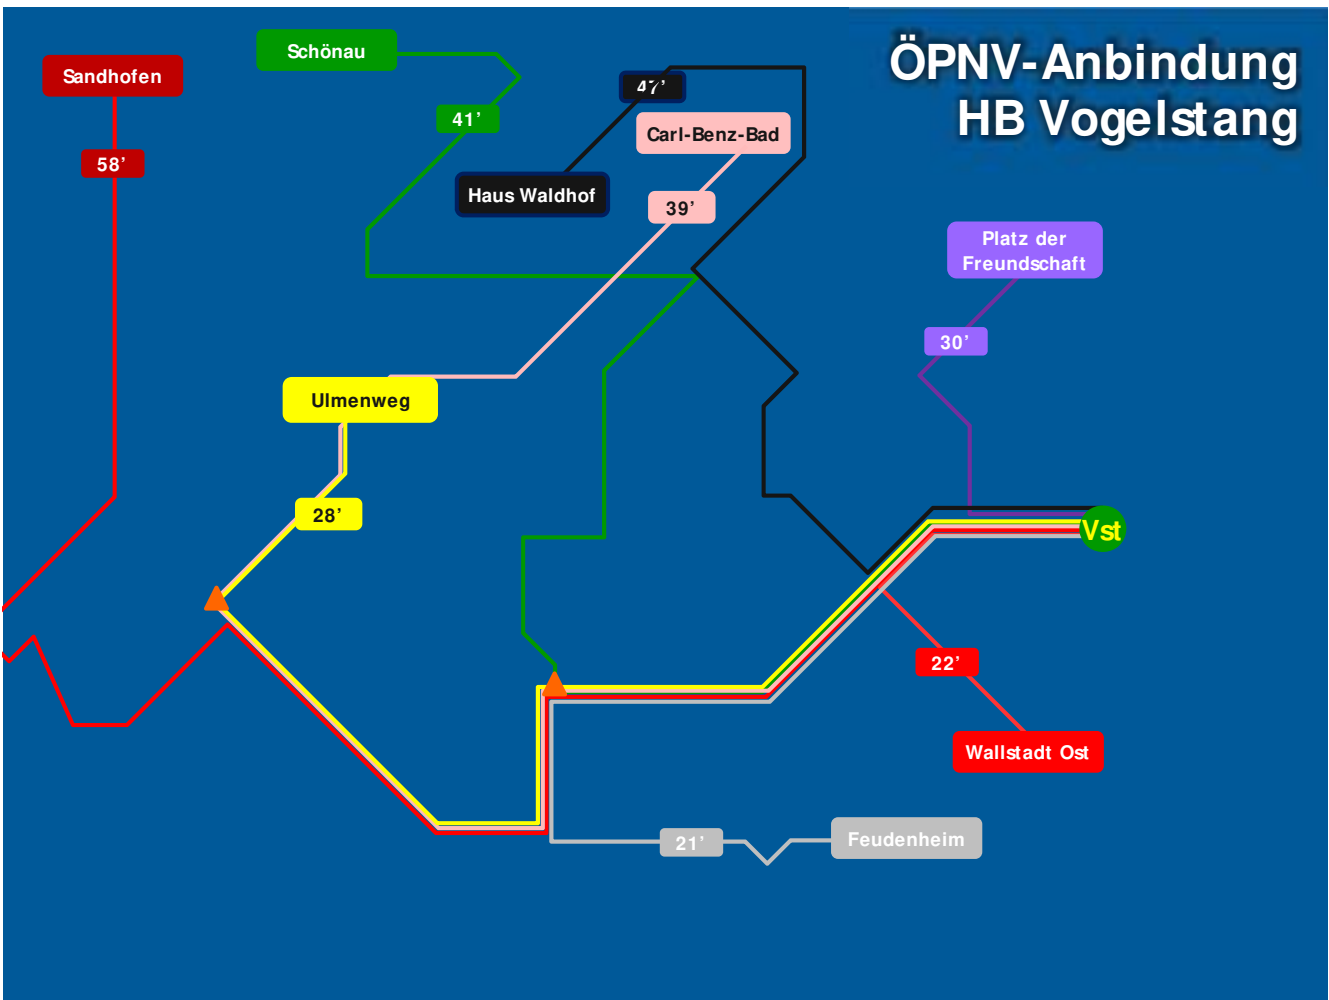 ÖPNV-Anbindung
HB Vogelstang
Schönau
Sandhofen
47’
41’
Carl-Benz-Bad
58’
Haus Waldhof
39’
Platz der
Freundschaft
30’
Ulmenweg
28’
Vst
22’
Wallstadt Ost
21’
Feudenheim